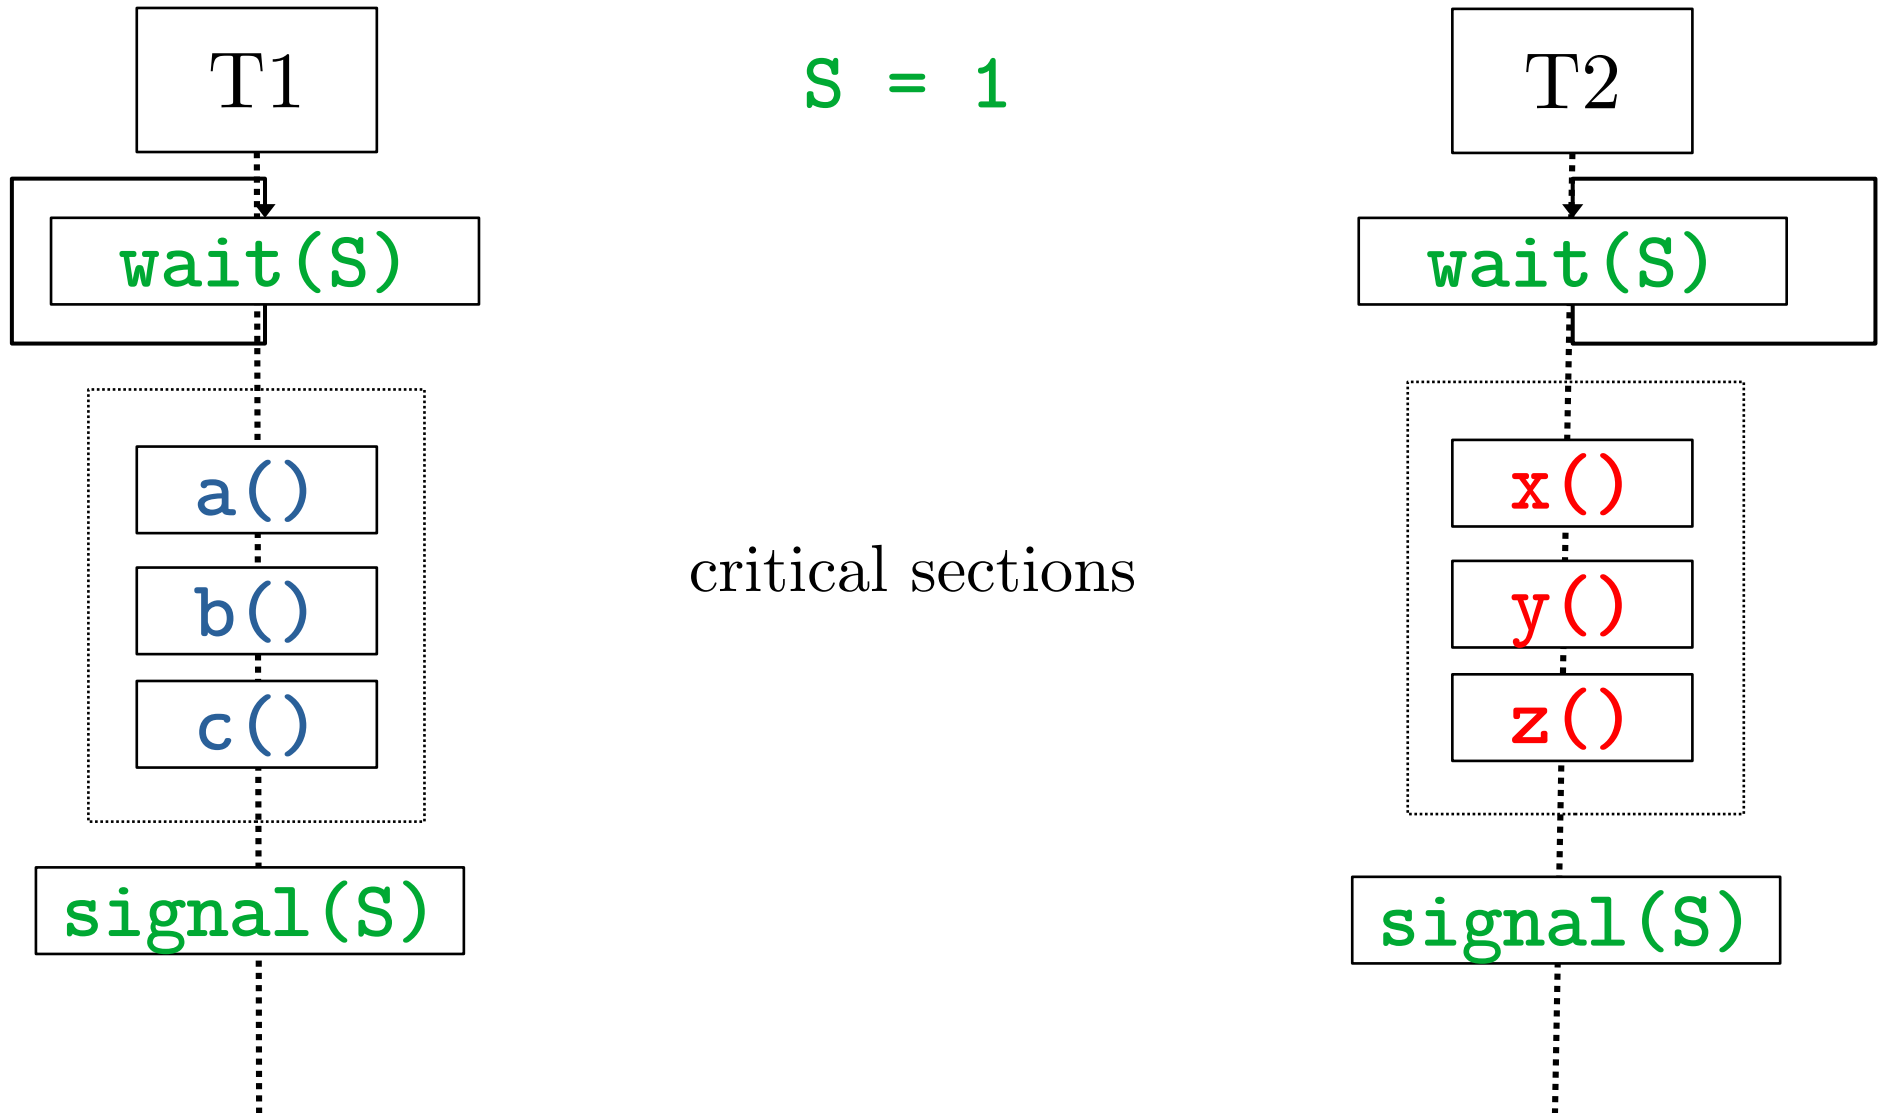 T1
S = 1
T2
wait(S)
wait(S)
a()
x()
critical sections
b()
y()
c()
z()
signal(S)
signal(S)